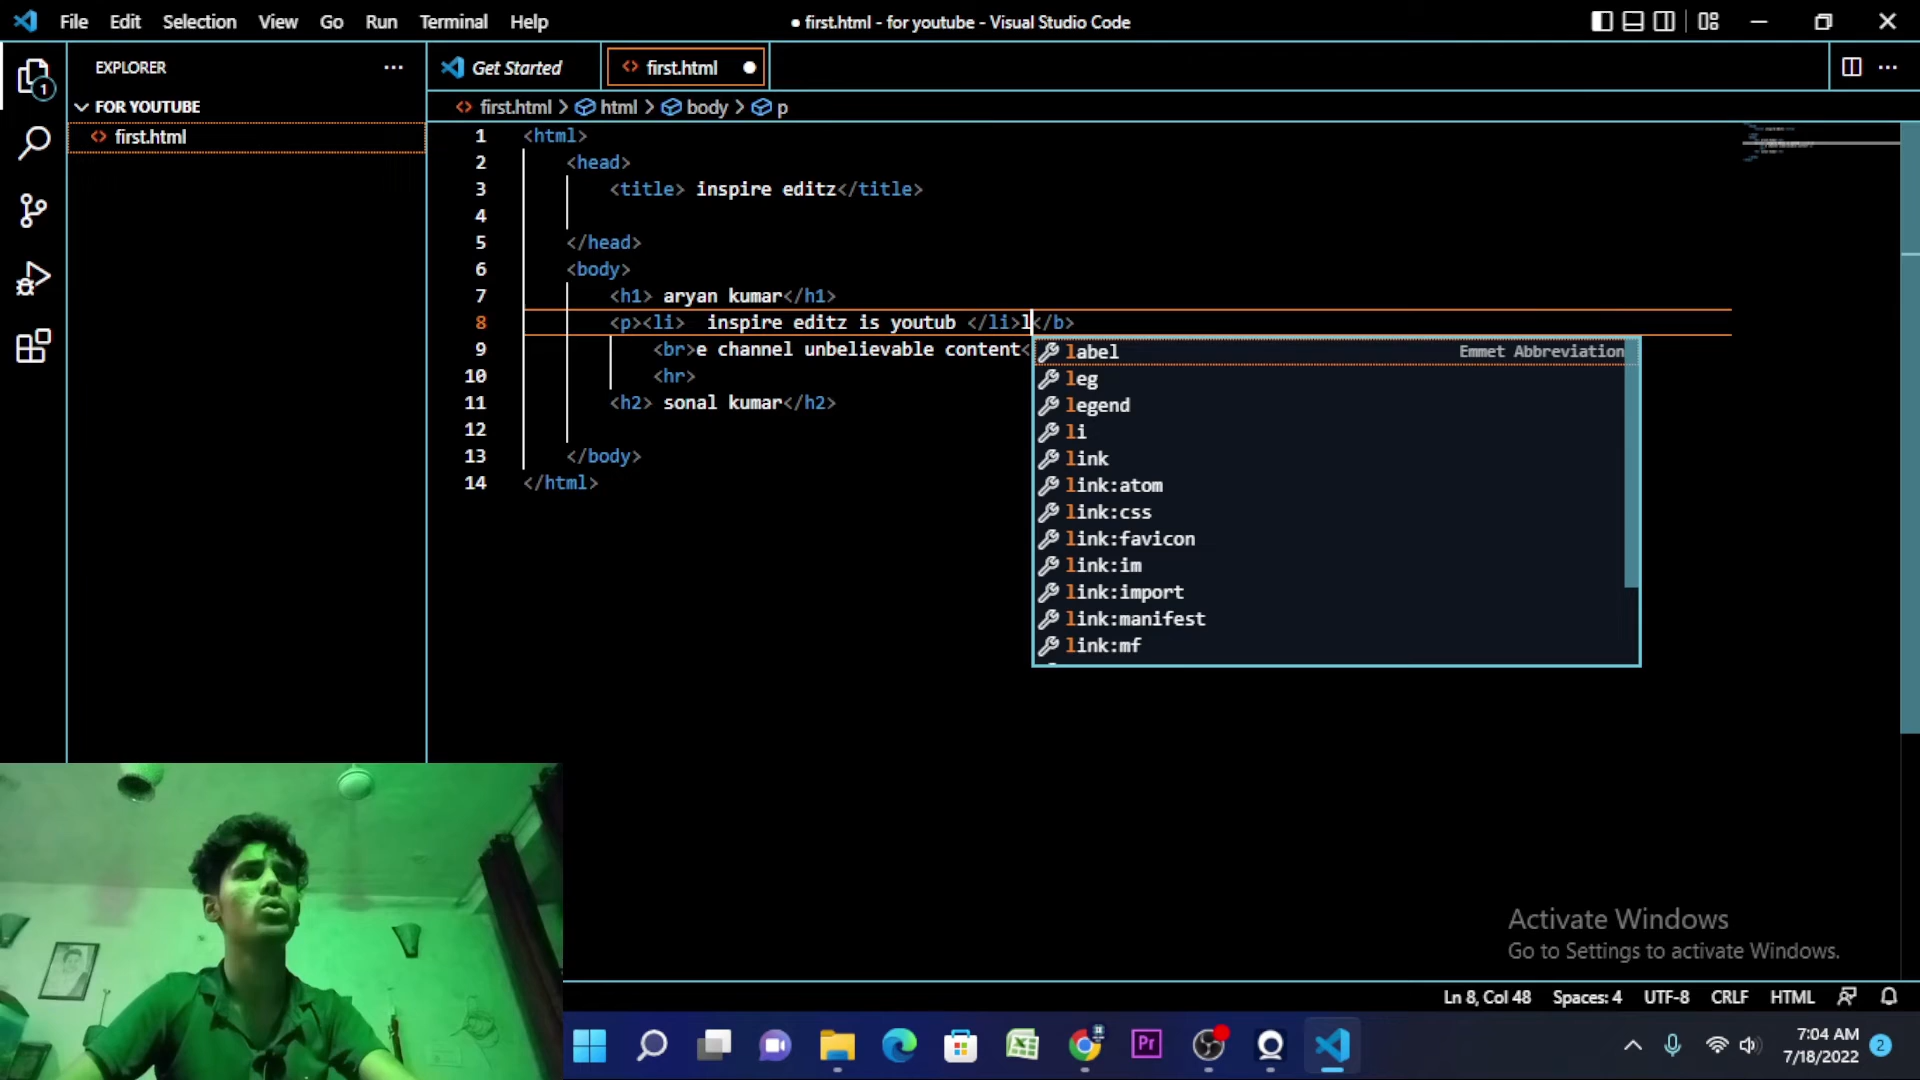 File Edit Selection View Go Run Terminal Help
● first.html - for youtube - Visual Studio Code
EXPLORER
Get Started
first.html
1
FOR YOUTUBE
first.html > html > body > p
first.html
1 <html>
2 <head>
3 <title> inspire editz</title>
4
5 </head>
6 <body>
7 <h1> aryan kumar</h1>
8 <p><li> inspire editz is youtub </li>l</b>
9 <br>e channel unbelievable content<
10 <hr>
11 <h2> sonal kumar</h2>
12
13 </body>
14 </html>
label Emmet Abbreviation
leg
legend
li
link
link:atom
link:css
link:favicon
link:im
link:import
link:manifest
link:mf
Activate Windows
Go to Settings to activate Windows.
Ln 8, Col 48 Spaces: 4 UTF-8 CRLF HTML
Pr
7:04 AM
7/18/2022
2